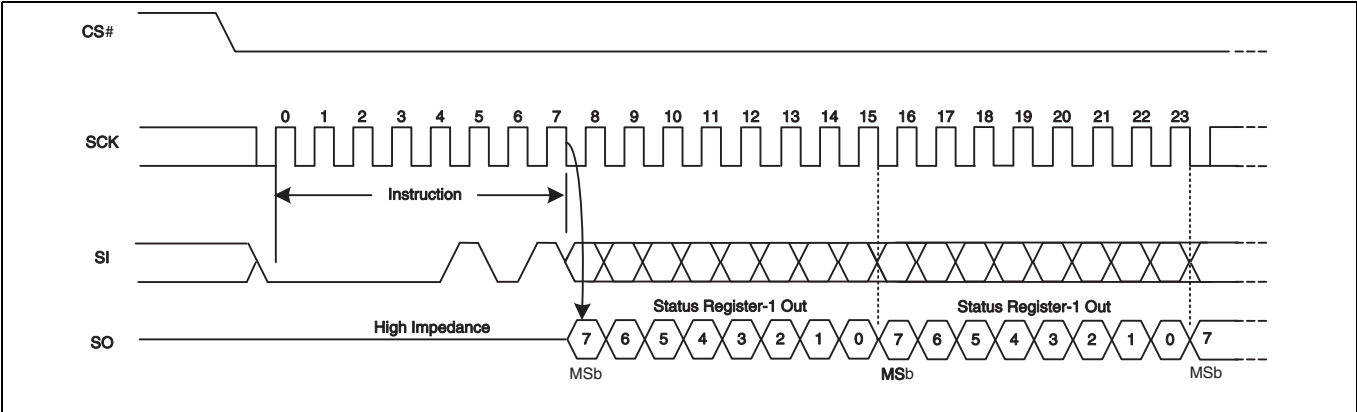 CS#
0 1 2 3 4 5 6 7 8 9 10 11 12 13 14 15 16 17 18 19 20 21 22 23
SCK
Instruction
SI
Status Register-1 Out Status Register-1 Out
High Impedance
SO 7 6 5 4 3 2 1 0 7 6 5 4 3 2 1 0 7
MSb MSb MSb